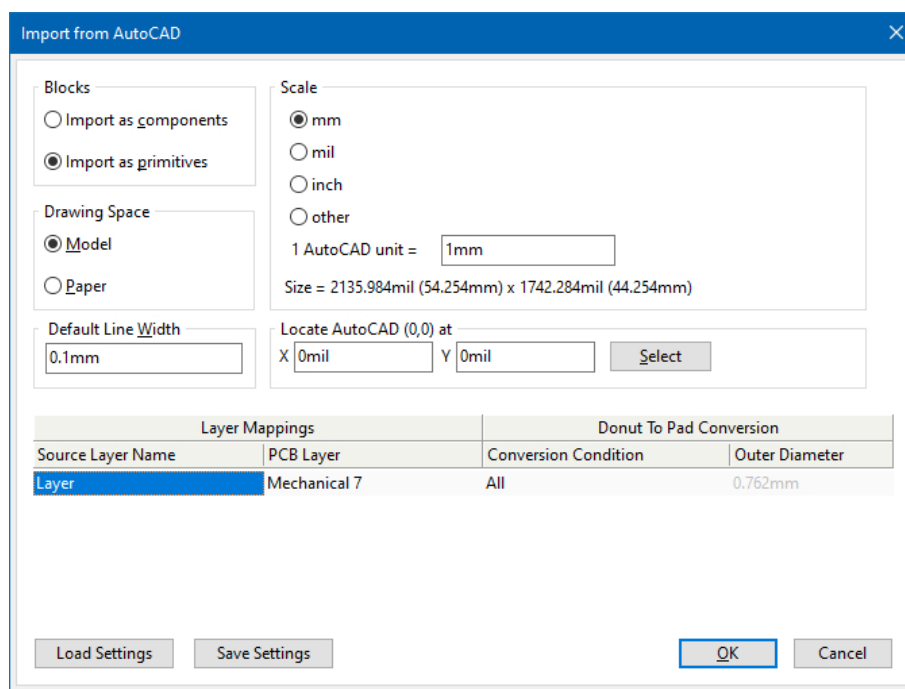 Import from AutoCAD
Blocks
Import as components
Import as primitives
Scale
mm
mil
inch
other
1 AutoCAD unit = 1mm
Size = 2135.984mil (54.254mm) x 1742.284mil (44.254mm)
Drawing Space
Model
Paper
Default Line Width
0.1mm
Locate AutoCAD (0,0) at
X 0mil Y 0mil Select
Layer Mappings Donut To Pad Conversion
Source Layer Name PCB Layer Conversion Condition Outer Diameter
Layer Mechanical 7 All 0.762mm
Load Settings Save Settings OK Cancel